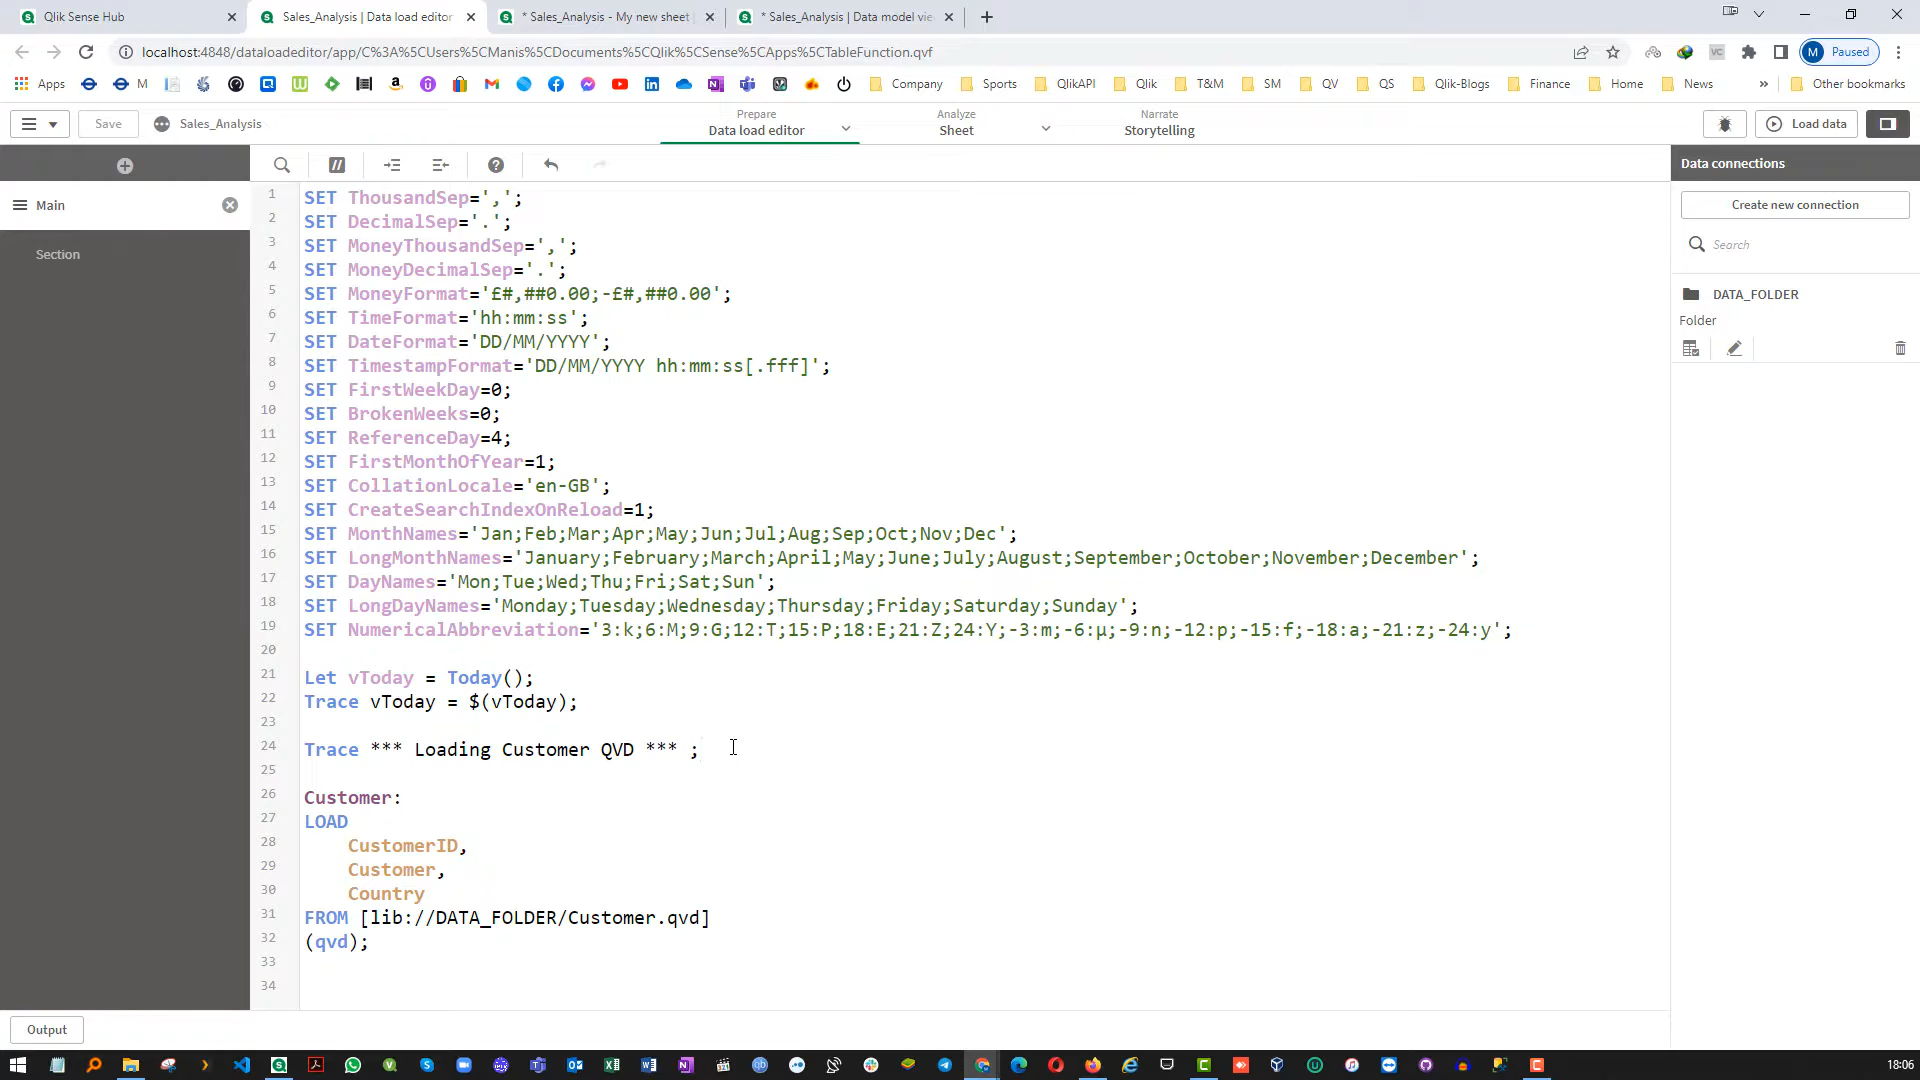 Qlik Sense Hub
Sales_Analysis | Data load editor
* Sales_Analysis - My new sheet
* Sales_Analysis | Data model vie
localhost:4848/dataloadeditor/app/C%3A%5CUsers%5CManis%5CDocuments%5CQlik%5CSense%5CApps%5CTableFunction.qvf
VC
M Paused
Apps
M
Company
Sports
QlikAPI
Qlik
T&M
SM
QV
QS
Qlik-Blogs
Finance
Home
News
»
Other bookmarks
Save
Sales_Analysis
Prepare
Data load editor
Analyze
Sheet
Narrate
Storytelling
Load data
Main
Section
Data connections
Create new connection
Search
DATA_FOLDER
Folder
1 SET ThousandSep=',';
2 SET DecimalSep='.';
3 SET MoneyThousandSep=',';
4 SET MoneyDecimalSep='.';
5 SET MoneyFormat='£#,##0.00;-£#,##0.00';
6 SET TimeFormat='hh:mm:ss';
7 SET DateFormat='DD/MM/YYYY';
8 SET TimestampFormat='DD/MM/YYYY hh:mm:ss[.fff]';
9 SET FirstWeekDay=0;
10 SET BrokenWeeks=0;
11 SET ReferenceDay=4;
12 SET FirstMonthOfYear=1;
13 SET CollationLocale='en-GB';
14 SET CreateSearchIndexOnReload=1;
15 SET MonthNames='Jan;Feb;Mar;Apr;May;Jun;Jul;Aug;Sep;Oct;Nov;Dec';
16 SET LongMonthNames='January;February;March;April;May;June;July;August;September;October;November;December';
17 SET DayNames='Mon;Tue;Wed;Thu;Fri;Sat;Sun';
18 SET LongDayNames='Monday;Tuesday;Wednesday;Thursday;Friday;Saturday;Sunday';
19 SET NumericalAbbreviation='3:k;6:M;9:G;12:T;15:P;18:E;21:Z;24:Y;-3:m;-6:μ;-9:n;-12:p;-15:f;-18:a;-21:z;-24:y';
20
21 Let vToday = Today();
22 Trace vToday = $(vToday);
23
24 Trace *** Loading Customer QVD *** ;
25
26 Customer:
27 LOAD
28 CustomerID,
29 Customer,
30 Country
31 FROM [lib://DATA_FOLDER/Customer.qvd]
32 (qvd);
33
34
Output
18:06